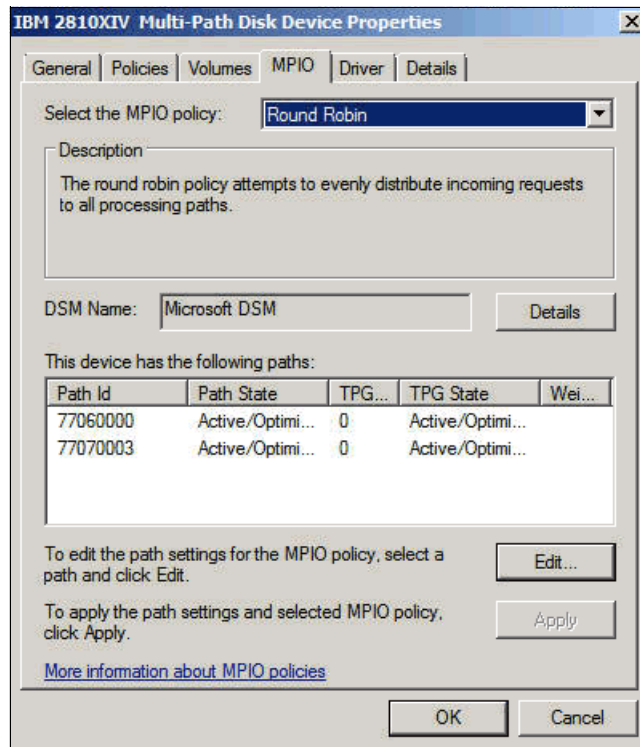 IBM 2810XIV Multi-Path Disk Device Properties
General Policies Volumes MPIO Driver Details
Select the MPIO policy: Round Robin
Description
The round robin policy attempts to evenly distribute incoming requests
to all processing paths.
DSM Name: Microsoft DSM Details
This device has the following paths:
Path Id Path State TPG... TPG State Wei...
77060000 Active/Optimi... 0 Active/Optimi...
77070003 Active/Optimi... 0 Active/Optimi...
To edit the path settings for the MPIO policy, select a
path and click Edit.
Edit...
To apply the path settings and selected MPIO policy,
click Apply.
Apply
More information about MPIO policies
OK Cancel